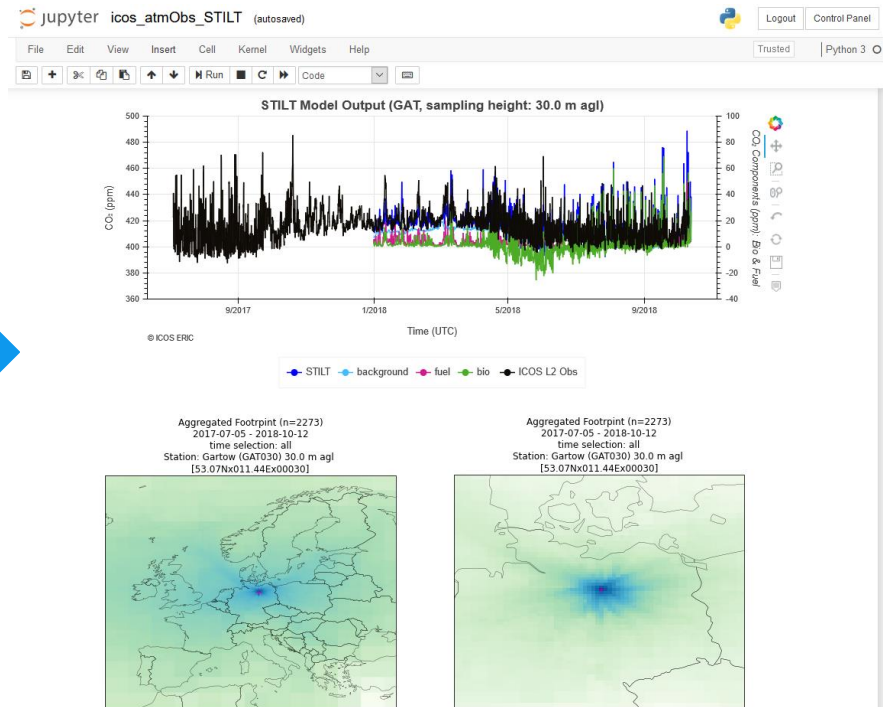 jupyter icos_atmObs_STILT (autosaved)
Logout Control Panel
File Edit View Insert Cell Kernel Widgets Help
Trusted Python 3
Run Code
STILT Model Output (GAT, sampling height: 30.0 m agl)
500
480
460
440
420
400
380
360
CO₂ (ppm)
100
80
60
40
20
0
-20
-40
CO₂ Components (ppm): Bio & Fuel
9/2017 1/2018 5/2018 9/2018
Time (UTC)
© ICOS ERIC
STILT background fuel bio ICOS L2 Obs
Aggregated Footrpint (n=2273)
2017-07-05 - 2018-10-12
time selection: all
Station: Gartow (GAT030) 30.0 m agl
[53.07Nx011.44Ex00030]
Aggregated Footrpint (n=2273)
2017-07-05 - 2018-10-12
time selection: all
Station: Gartow (GAT030) 30.0 m agl
[53.07Nx011.44Ex00030]